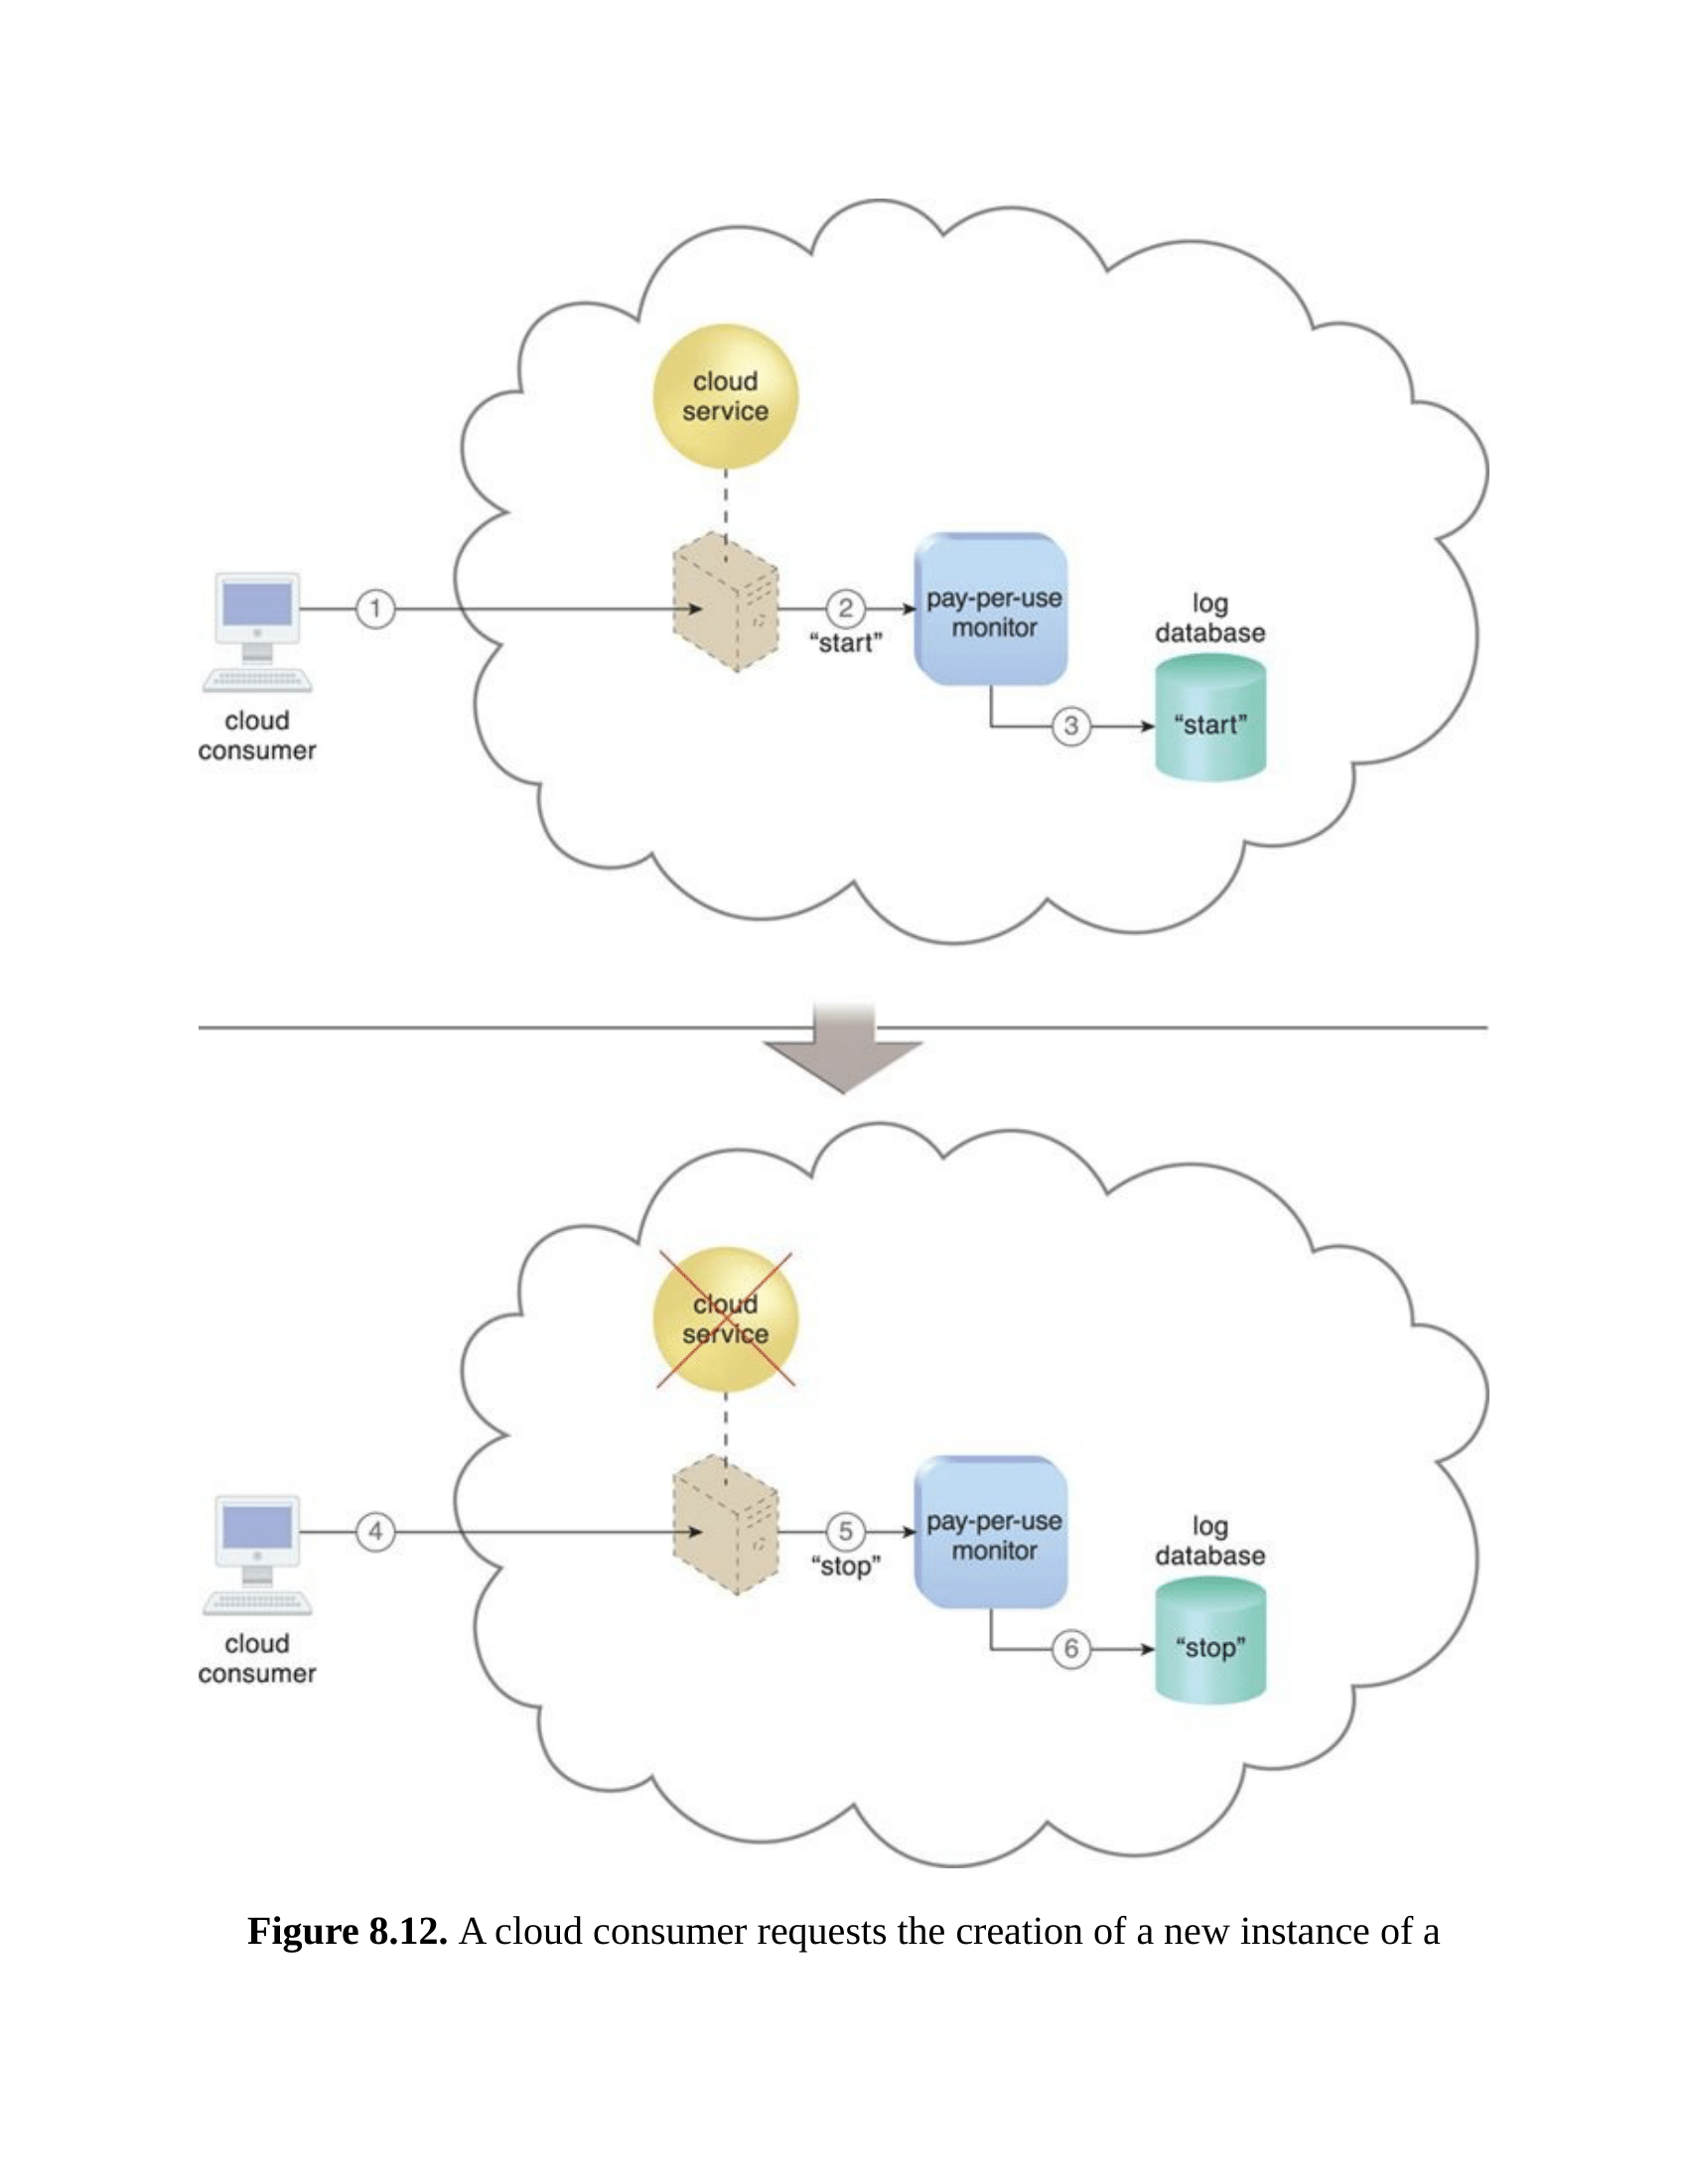 cloud
service
1
2
“start”
pay-per-use
monitor
log
database
3
“start”
cloud
consumer
cloud
service
4
5
“stop”
pay-per-use
monitor
log
database
6
“stop”
cloud
consumer
Figure 8.12. A cloud consumer requests the creation of a new instance of a